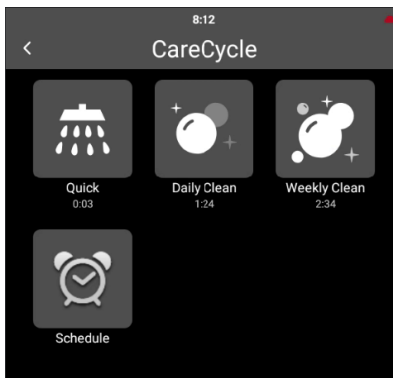 8:12
CareCycle
Quick
0:03
Daily Clean
1:24
Weekly Clean
2:34
Schedule